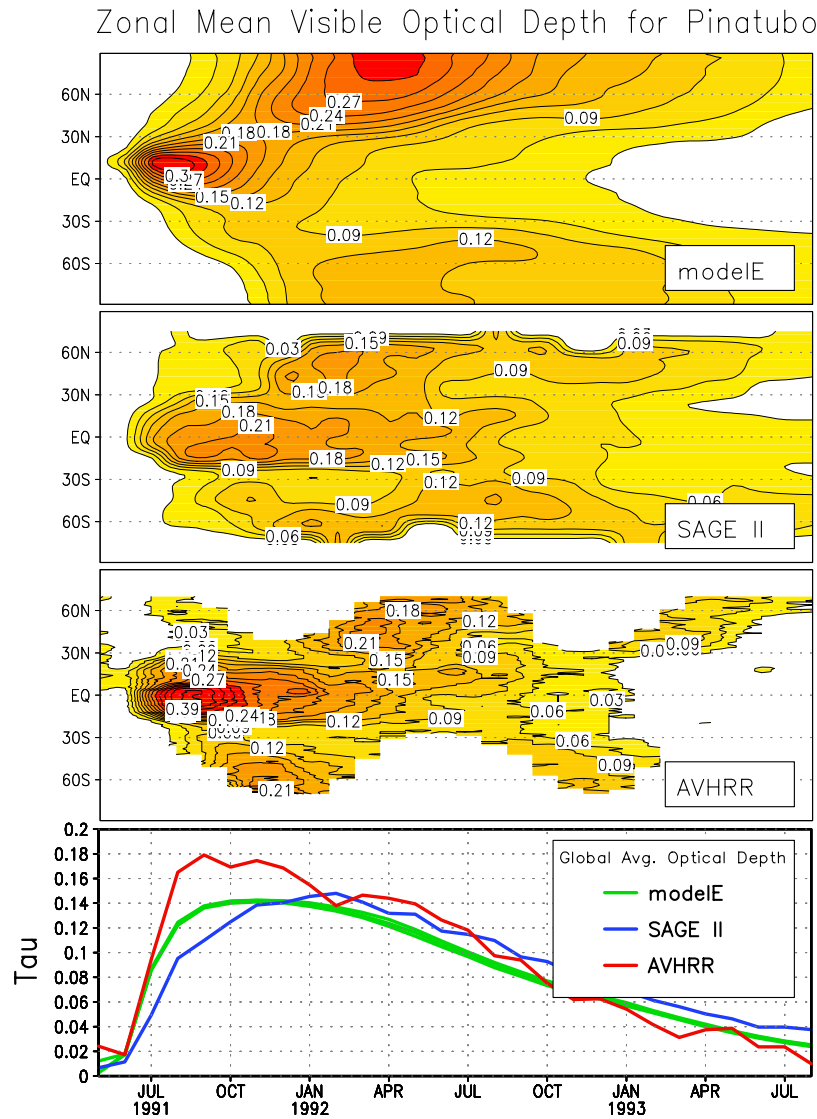 Zonal Mean Visible Optical Depth for Pinatubo
60N
30N
EQ
30S
60S
0.27
0.24
0.21
0.18
0.18
0.21
0.09
0.15
0.12
0.09
0.12
modelE
60N
30N
EQ
30S
60S
0.03
0.15
0.09
0.18
0.15
0.18
0.21
0.09
0.12
0.18
0.12
0.15
0.12
0.09
0.09
0.09
0.06
0.12
0.06
SAGE II
60N
30N
EQ
30S
60S
0.03
0.18
0.12
0.21
0.06
0.09
0.09
0.21
0.15
0.15
0.27
0.39
0.24
0.12
0.09
0.06
0.03
0.12
0.06
0.09
0.21
AVHRR
0.2
0.18
0.16
0.14
0.12
0.1
0.08
0.06
0.04
0.02
0
Tau
Global Avg. Optical Depth
modelE
SAGE II
AVHRR
JUL
1991
OCT
JAN
1992
APR
JUL
OCT
JAN
1993
APR
JUL